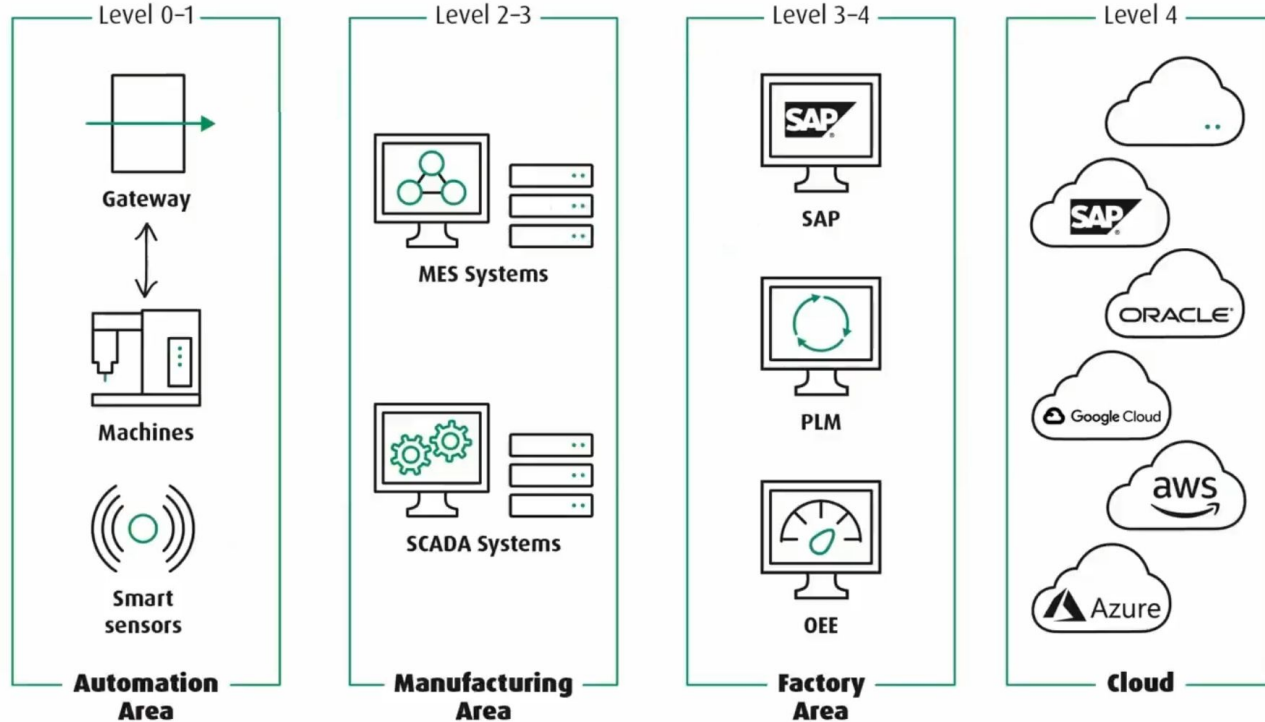 Level 0-1
Gateway
Machines
Smart
sensors
Automation
Area
Level 2-3
MES Systems
SCADA Systems
Manufacturing
Area
Level 3-4
SAP
SAP
PLM
OEE
Factory
Area
Level 4
SAP
ORACLE
Google Cloud
aws
Azure
Cloud